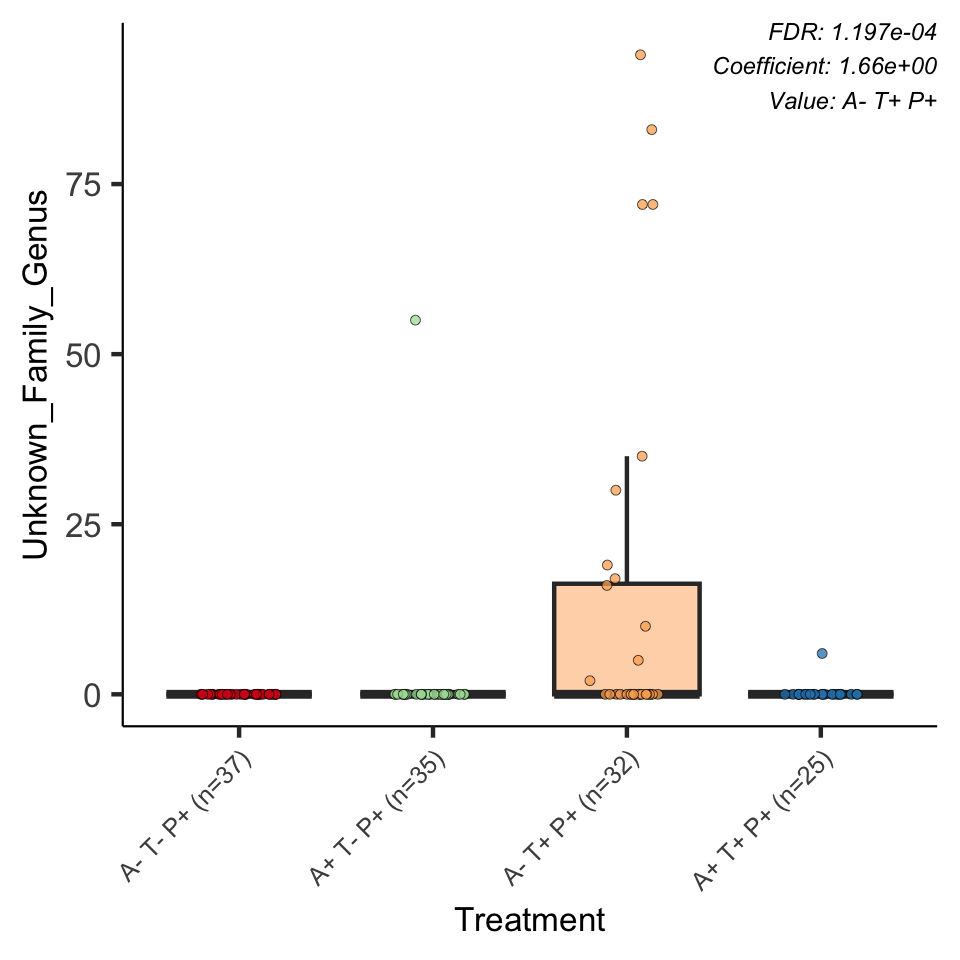 FDR: 1.197e-04
Coefficient: 1.66e+00
Value: A- T+ P+
Unknown_Family_Genus
75
50
25
0
A- T- P+ (n=37)
A+ T- P+ (n=35)
A- T+ P+ (n=32)
A+ T+ P+ (n=25)
Treatment